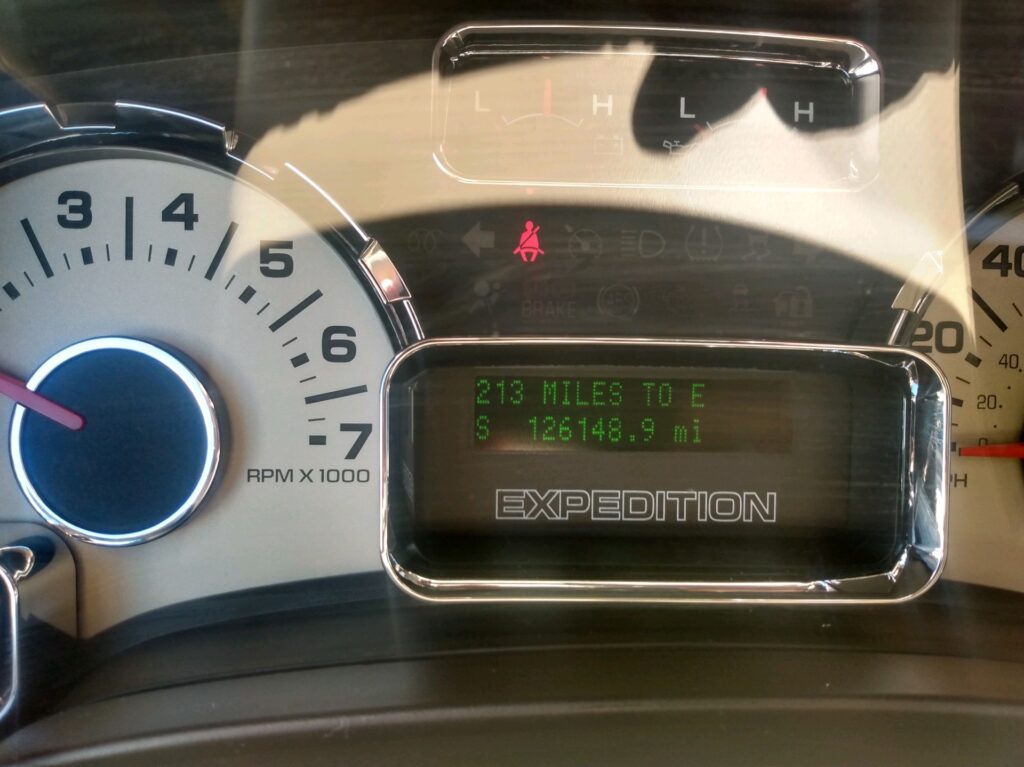 L H L H
3 4 5 6 7
RPM X 1000
BRAKE
213 MILES TO E
S 126148.9 mi
EXPEDITION
20 40
40
20
0
PH